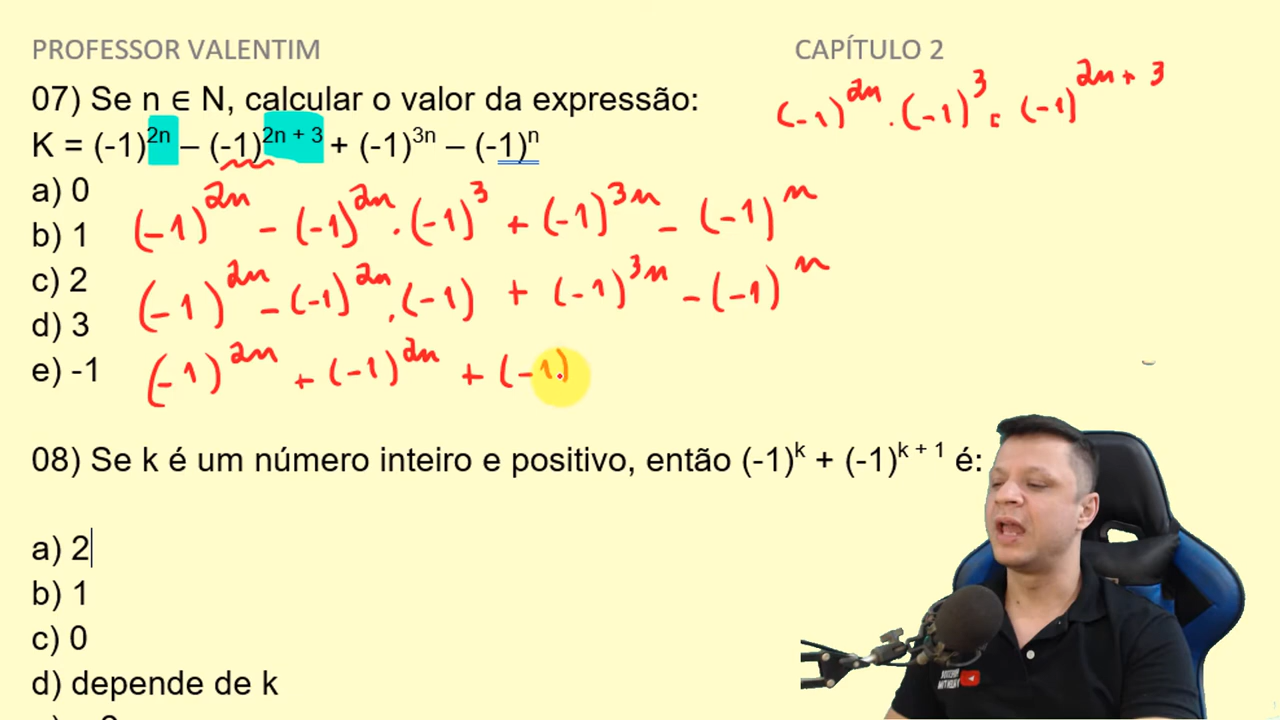 PROFESSOR VALENTIM CAPÍTULO 2
(-1)²ⁿ . (-1)³ = (-1)²ⁿ⁺³
07) Se n ∈ N, calcular o valor da expressão:
K = (-1)²ⁿ – (-1)²ⁿ ⁺ ³ + (-1)³ⁿ – (-1)ⁿ
a) 0
(-1)²ⁿ - (-1)²ⁿ . (-1)³ + (-1)³ⁿ - (-1)ⁿ
b) 1
c) 2
(-1)²ⁿ - (-1)²ⁿ . (-1) + (-1)³ⁿ - (-1)ⁿ
d) 3
e) -1
(-1)²ⁿ + (-1)²ⁿ + (-1)
08) Se k é um número inteiro e positivo, então (-1)ᵏ + (-1)ᵏ ⁺ ¹ é:
a) 2
b) 1
c) 0
d) depende de k